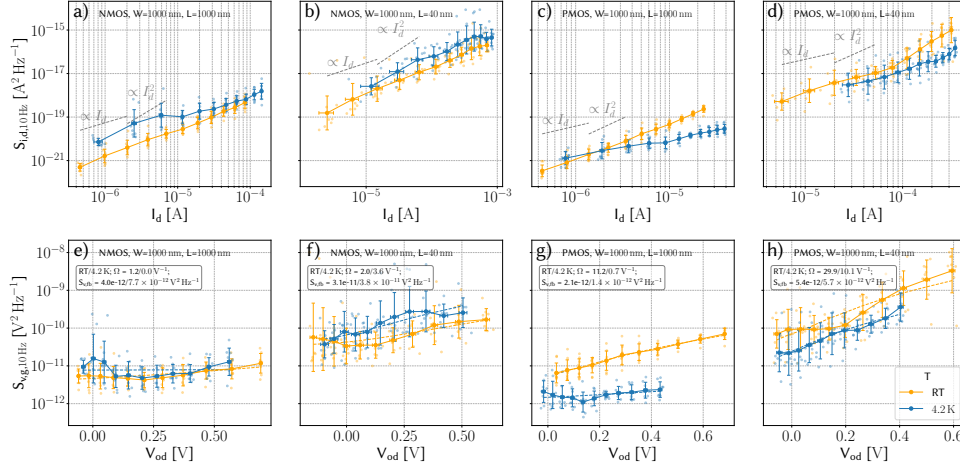 a) NMOS, W=1000 nm, L=1000 nm
b) NMOS, W=1000 nm, L=40 nm
c) PMOS, W=1000 nm, L=1000 nm
d) PMOS, W=1000 nm, L=40 nm
S_{i,d,10 Hz} [A² Hz⁻¹]
10⁻¹⁵
10⁻¹⁷
10⁻¹⁹
10⁻²¹
∝ I_d
∝ I_d²
∝ I_d
∝ I_d²
∝ I_d
∝ I_d²
∝ I_d
∝ I_d²
10⁻⁶ 10⁻⁵ 10⁻⁴
10⁻⁵ 10⁻³
10⁻⁶ 10⁻⁵
10⁻⁵ 10⁻⁴
I_d [A]
I_d [A]
I_d [A]
I_d [A]
e) NMOS, W=1000 nm, L=1000 nm
f) NMOS, W=1000 nm, L=40 nm
g) PMOS, W=1000 nm, L=1000 nm
h) PMOS, W=1000 nm, L=40 nm
RT/4.2 K; Ω = 1.2/0.0 V⁻¹;
S_{v,fb} = 4.0e-12/7.7 × 10⁻¹² V² Hz⁻¹
RT/4.2 K; Ω = 2.0/3.6 V⁻¹;
S_{v,fb} = 3.1e-11/3.8 × 10⁻¹¹ V² Hz⁻¹
RT/4.2 K; Ω = 11.2/0.7 V⁻¹;
S_{v,fb} = 2.1e-12/1.4 × 10⁻¹² V² Hz⁻¹
RT/4.2 K; Ω = 29.9/10.1 V⁻¹;
S_{v,fb} = 5.4e-12/5.7 × 10⁻¹² V² Hz⁻¹
S_{v,g,10 Hz} [V² Hz⁻¹]
10⁻⁸
10⁻⁹
10⁻¹⁰
10⁻¹¹
10⁻¹²
T
RT
4.2 K
0.00 0.25 0.50
0.00 0.25 0.50
0.0 0.2 0.4 0.6
0.0 0.2 0.4 0.6
V_od [V]
V_od [V]
V_od [V]
V_od [V]